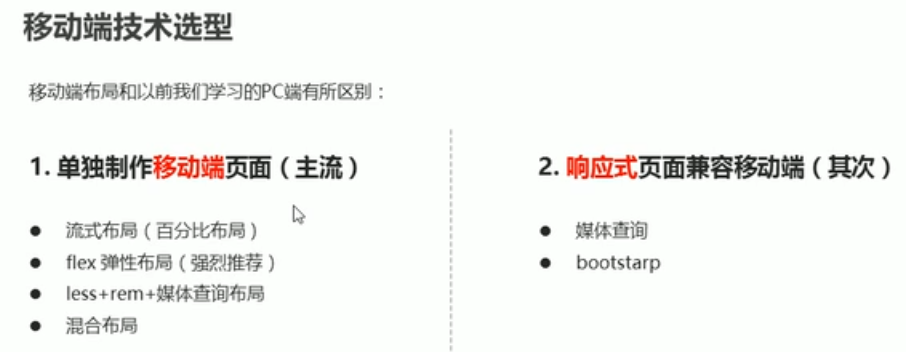 移动端技术选型
移动端布局和以前我们学习的PC端有所区别：
1. 单独制作移动端页面（主流）
● 流式布局（百分比布局）
● flex 弹性布局（强烈推荐）
● less+rem+媒体查询布局
● 混合布局
2. 响应式页面兼容移动端（其次）
● 媒体查询
● bootstarp